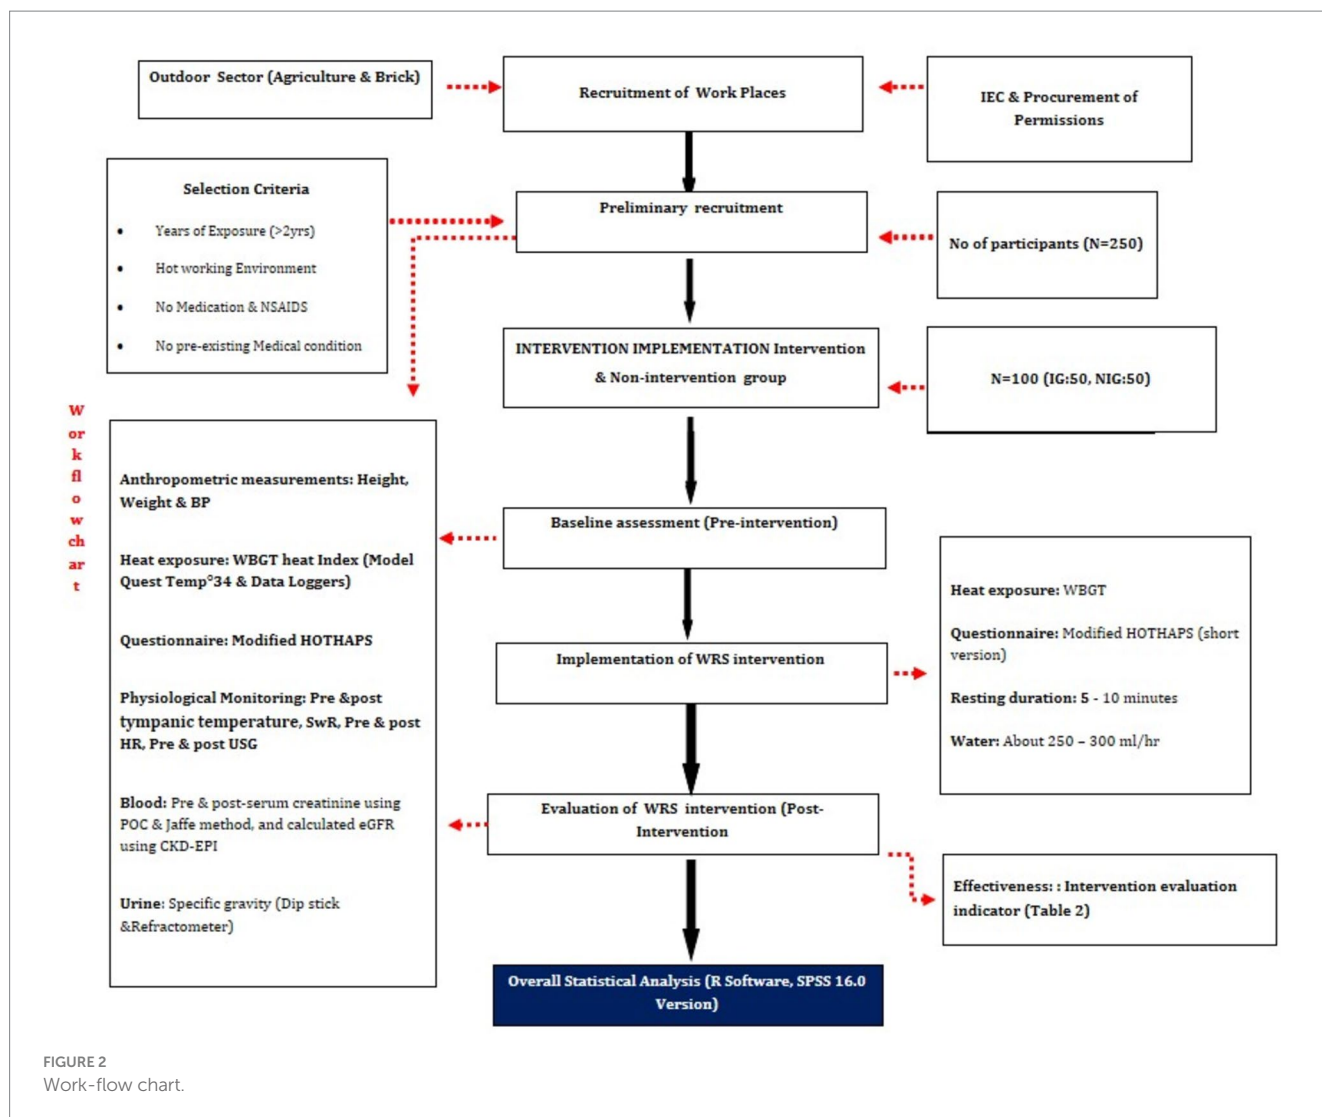 Outdoor Sector (Agriculture & Brick)
Recruitment of Work Places
IEC & Procurement of
Permissions
Selection Criteria
• Years of Exposure (>2yrs)
• Hot working Environment
• No Medication & NSAIDS
• No pre-existing Medical condition
Preliminary recruitment
No of participants (N=250)
INTERVENTION IMPLEMENTATION Intervention
& Non-intervention group
N=100 (IG:50, NIG:50)
W
or
k
fl
o
w
ch
ar
t
Anthropometric measurements: Height,
Weight & BP
Heat exposure: WBGT heat Index (Model
Quest Temp°34 & Data Loggers)
Questionnaire: Modified HOTHAPS
Physiological Monitoring: Pre &post
tympanic temperature, SwR, Pre & post
HR, Pre & post USG
Blood: Pre & post-serum creatinine using
POC & Jaffe method, and calculated eGFR
using CKD-EPI
Urine: Specific gravity (Dip stick
&Refractometer)
Baseline assessment (Pre-intervention)
Implementation of WRS intervention
Heat exposure: WBGT
Questionnaire: Modified HOTHAPS (short
version)
Resting duration: 5 - 10 minutes
Water: About 250 – 300 ml/hr
Evaluation of WRS intervention (Post-
Intervention
Effectiveness: : Intervention evaluation
indicator (Table 2)
Overall Statistical Analysis (R Software, SPSS 16.0
Version)
FIGURE 2
Work-flow chart.